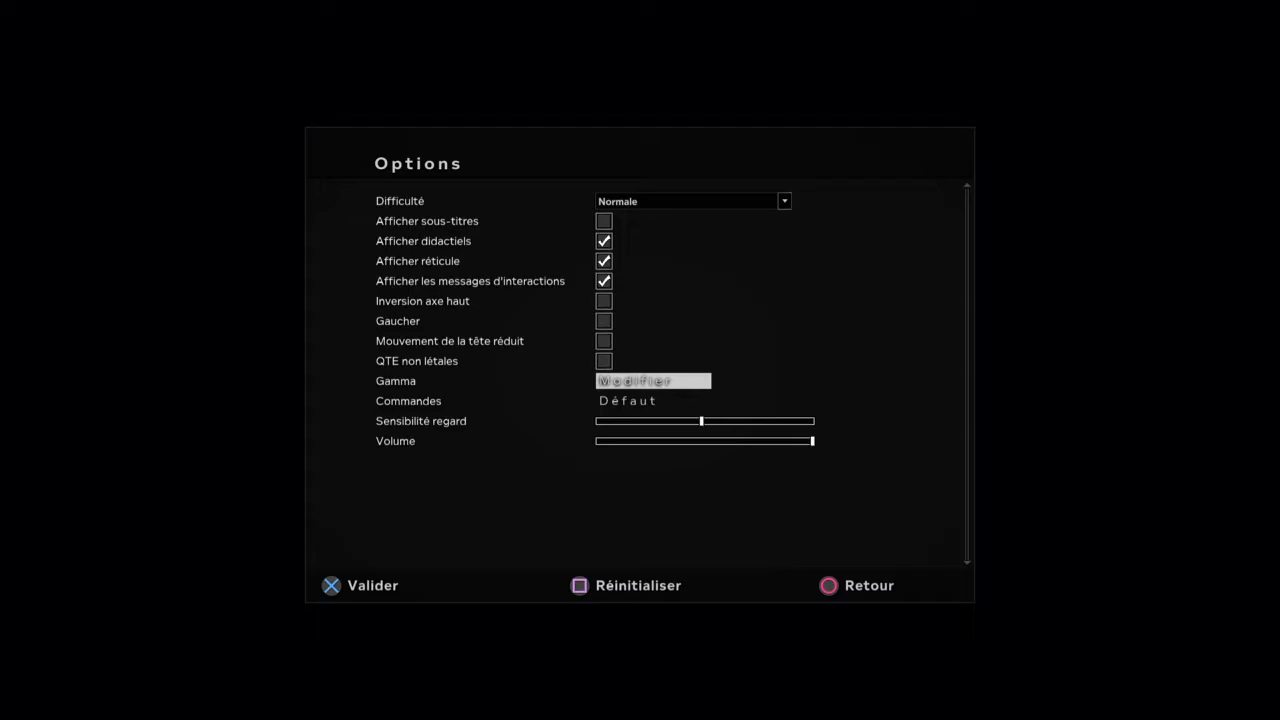 Options
Difficulté Normale
Afficher sous-titres
Afficher didactiels
Afficher réticule
Afficher les messages d'interactions
Inversion axe haut
Gaucher
Mouvement de la tête réduit
QTE non létales
Gamma Modifier
Commandes Défaut
Sensibilité regard
Volume
Valider Réinitialiser Retour